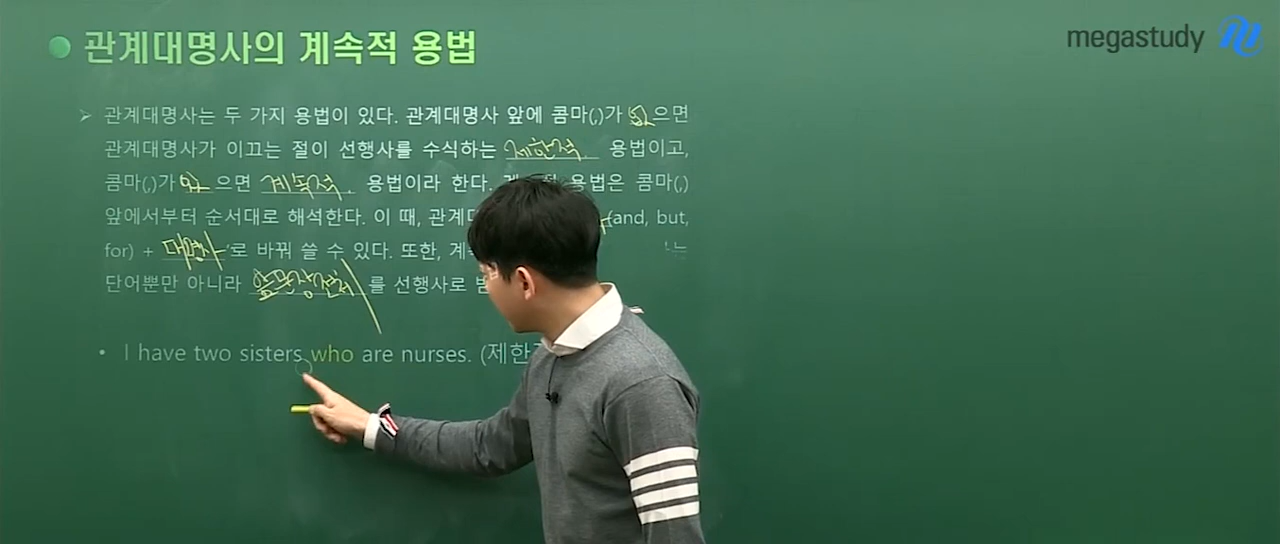 관계대명사의 계속적 용법
megastudy
관계대명사는 두 가지 용법이 있다. 관계대명사 앞에 콤마(,)가 없으면
관계대명사가 이끄는 절이 선행사를 수식하는 제한적 용법이고,
콤마(,)가 있으면 계속적 용법이라 한다. 용법은 콤마(,)
앞에서부터 순서대로 해석한다. 이 때, (and, but,
for) + 대명사 로 바꿔 쓸 수 있다. 또한,
단어뿐만 아니라 앞문장전체 를 선행사로
• I have two sisters who are nurses. (제한